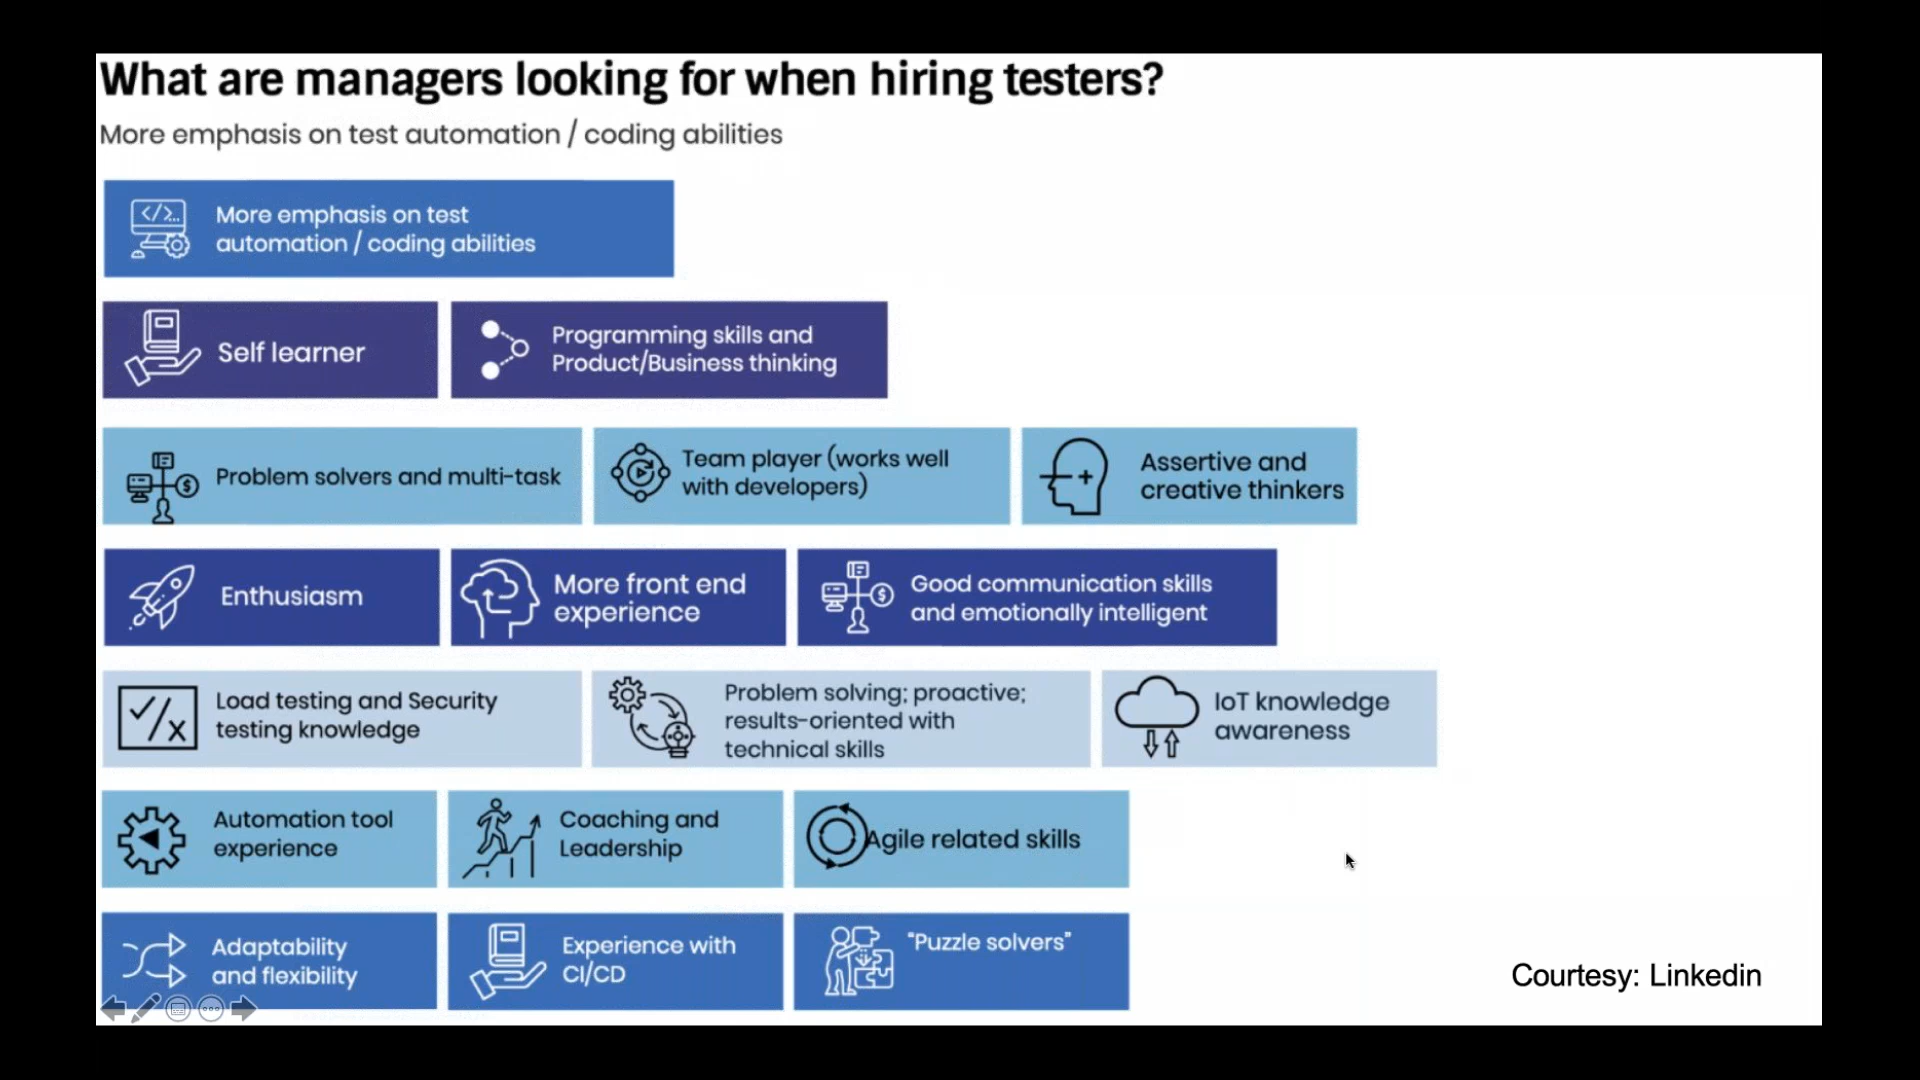 What are managers looking for when hiring testers?
More emphasis on test automation / coding abilities
</>...
More emphasis on test
automation / coding abilities
Self learner
Programming skills and
Product/Business thinking
$
Problem solvers and multi-task
Team player (works well
with developers)
Assertive and
creative thinkers
Enthusiasm
More front end
experience
$
Good communication skills
and emotionally intelligent
Load testing and Security
testing knowledge
Problem solving; proactive;
results-oriented with
technical skills
IoT knowledge
awareness
Automation tool
experience
Coaching and
Leadership
Agile related skills
Adaptability
and flexibility
Experience with
CI/CD
"Puzzle solvers"
Courtesy: Linkedin